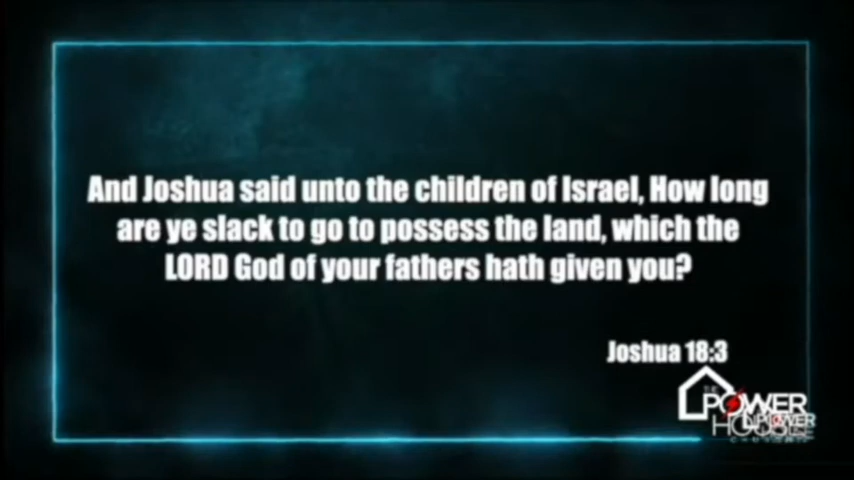 And Joshua said unto the children of Israel, How long
are ye slack to go to possess the land, which the
LORD God of your fathers hath given you?
Joshua 18:3
THE
POWER
HOUSE